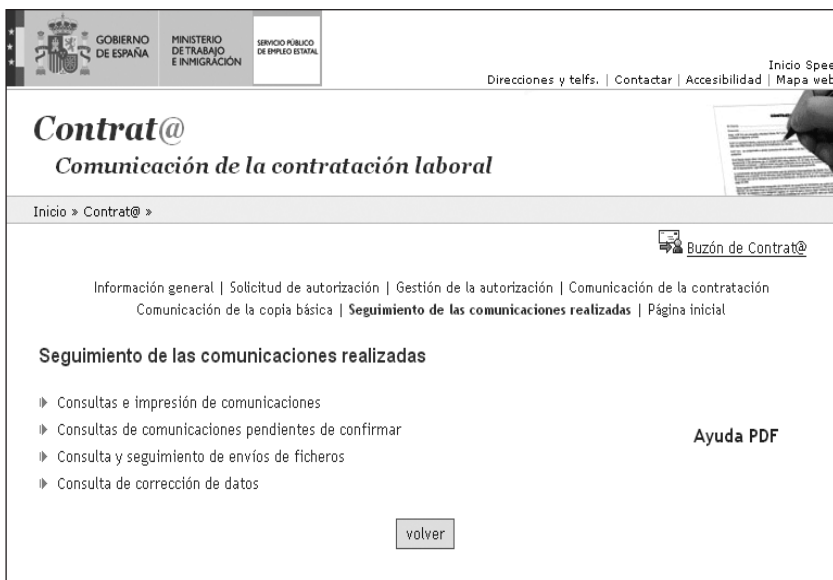 GOBIERNO
DE ESPAÑA
MINISTERIO
DE TRABAJO
E INMIGRACIÓN
SERVICIO PÚBLICO
DE EMPLEO ESTATAL
Inicio Spee
Direcciones y telfs. | Contactar | Accesibilidad | Mapa web
Contrat@
Comunicación de la contratación laboral
Inicio » Contrat@ »
Buzón de Contrat@
Información general | Solicitud de autorización | Gestión de la autorización | Comunicación de la contratación
Comunicación de la copia básica | Seguimiento de las comunicaciones realizadas | Página inicial
Seguimiento de las comunicaciones realizadas
Consultas e impresión de comunicaciones
Consultas de comunicaciones pendientes de confirmar
Consulta y seguimiento de envíos de ficheros
Consulta de corrección de datos
Ayuda PDF
volver